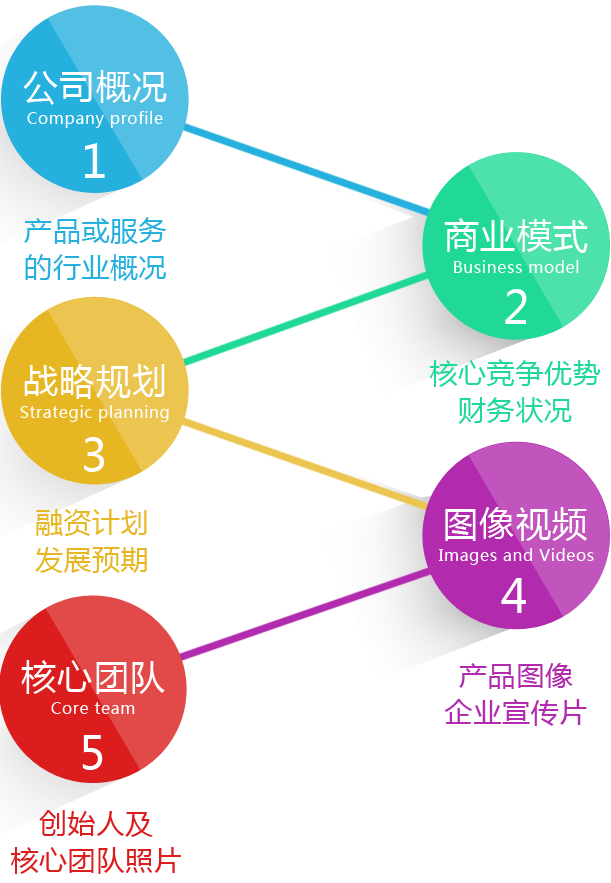 公司概况
Company profile
1
产品或服务
的行业概况
商业模式
Business model
2
核心竞争优势
财务状况
战略规划
Strategic planning
3
融资计划
发展预期
图像视频
Images and Videos
4
产品图像
企业宣传片
核心团队
Core team
5
创始人及
核心团队照片